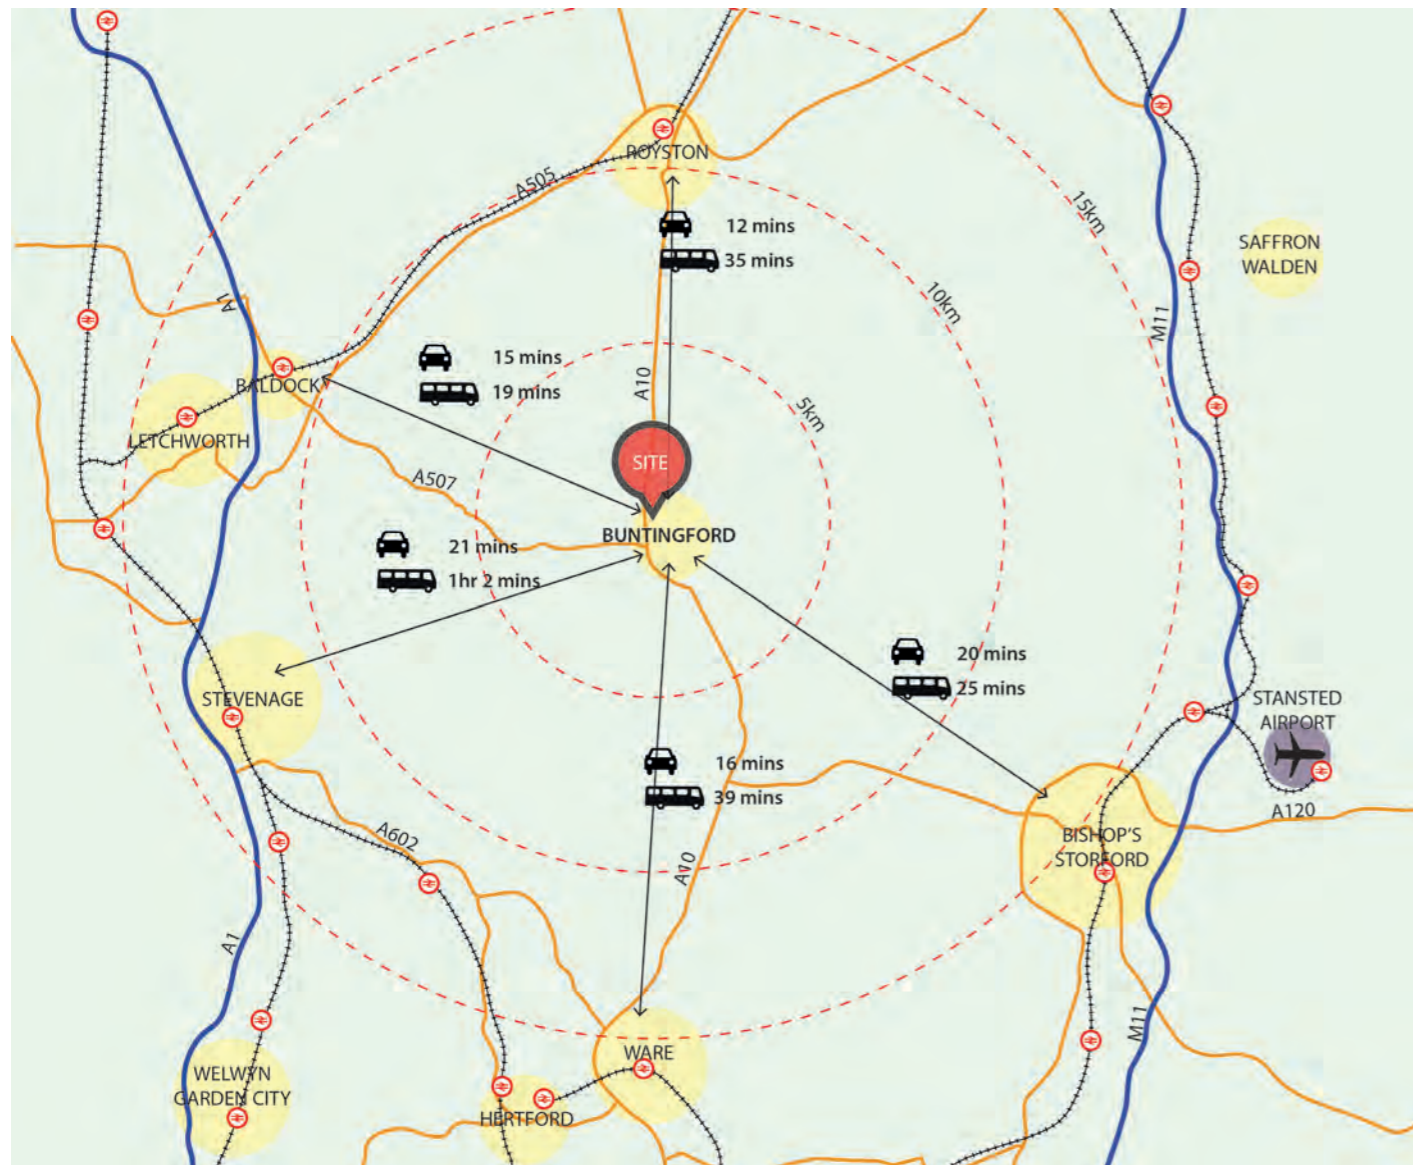 ROYSTON
A505
15km
12 mins
35 mins
SAFFRON
WALDEN
A1
10km
M11
15 mins
BALDOCK
19 mins
A10
5km
LETCHWORTH
A507
SITE
BUNTINGFORD
21 mins
1hr 2 mins
20 mins
25 mins
STEVENAGE
STANSTED
AIRPORT
16 mins
39 mins
A120
A602
A10
BISHOP'S
STORFORD
A1
M11
WARE
WELWYN
GARDEN CITY
HERTFORD